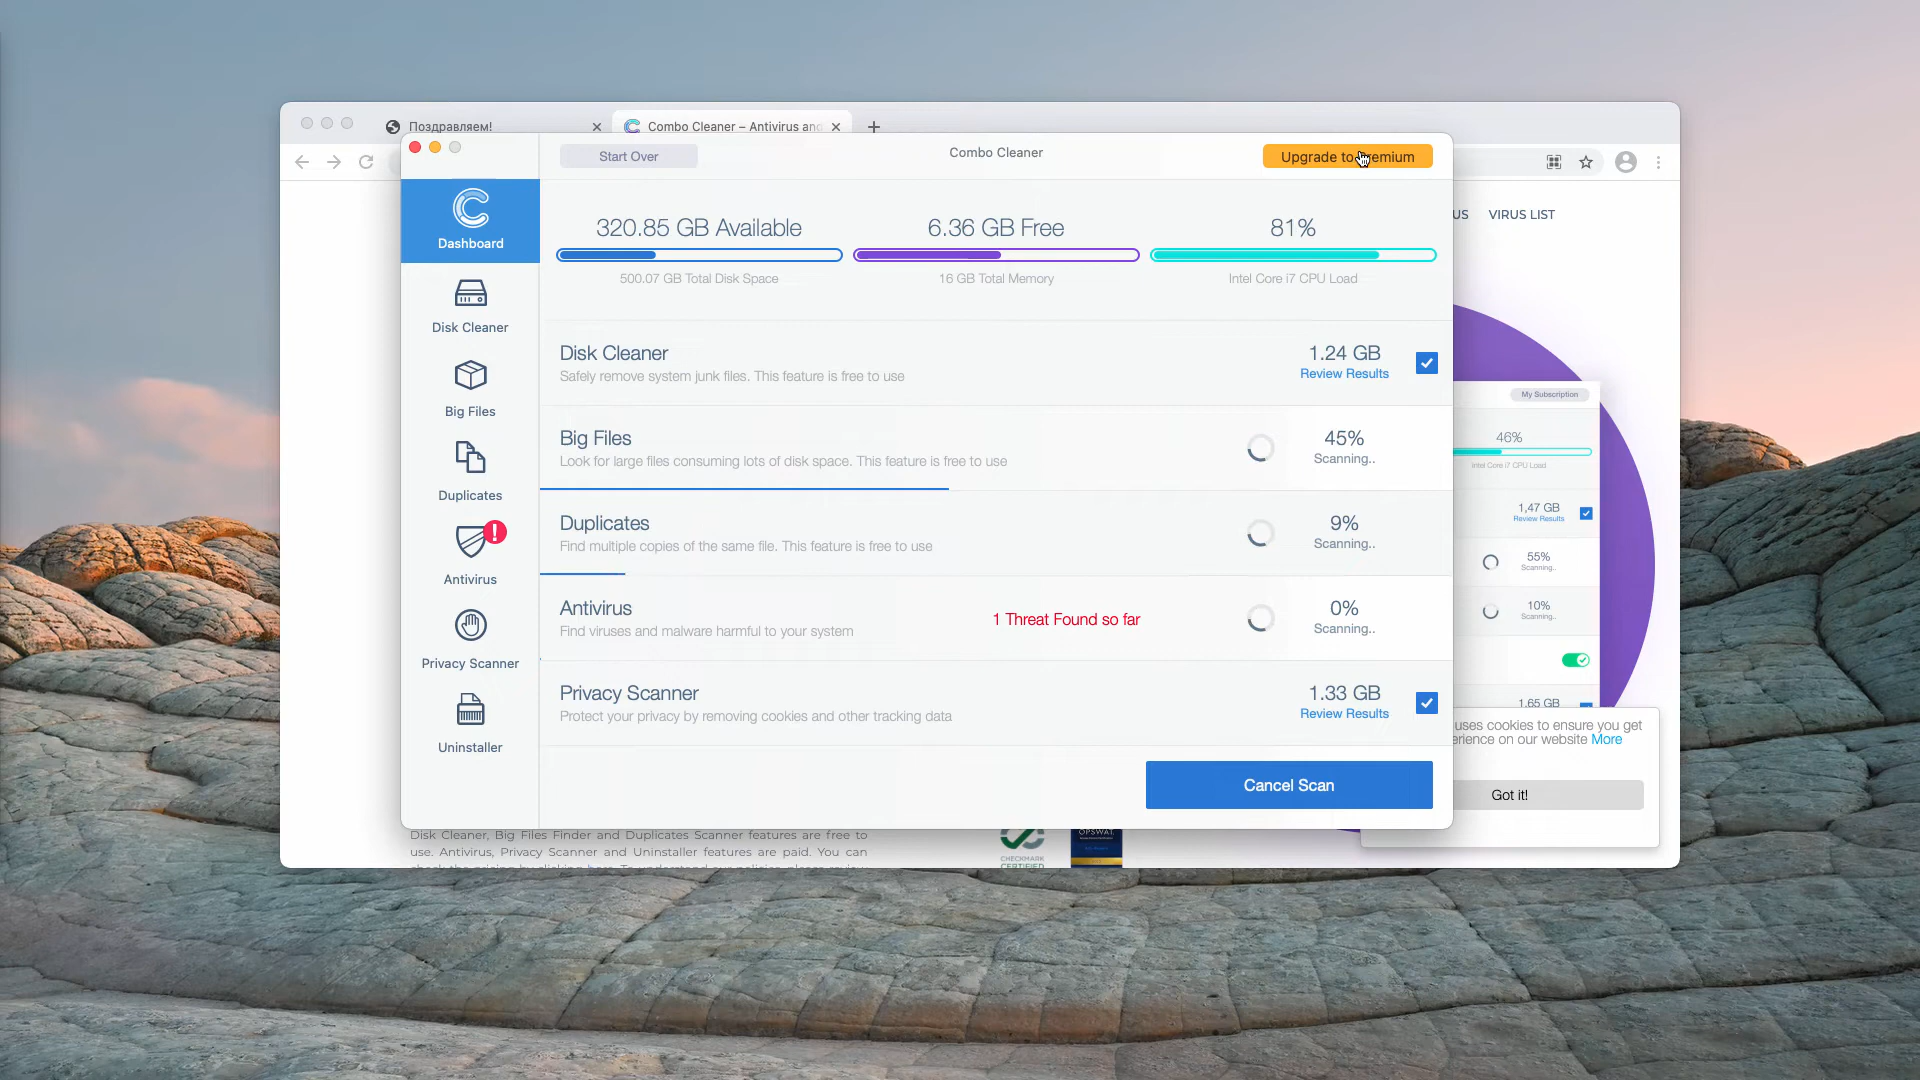 Поздравляем!
Combo Cleaner – Antivirus and
Start Over
Combo Cleaner
Upgrade to Premium
VIRUS LIST
Dashboard
320.85 GB Available
6.36 GB Free
81%
500.07 GB Total Disk Space
16 GB Total Memory
Intel Core i7 CPU Load
Disk Cleaner
Disk Cleaner
Safely remove system junk files. This feature is free to use
1.24 GB
Review Results
My Subscription
46%
Intel Core i7 CPU Load
Big Files
Big Files
Look for large files consuming lots of disk space. This feature is free to use
45%
Scanning..
Duplicates
Duplicates
Find multiple copies of the same file. This feature is free to use
9%
Scanning..
1,47 GB
Review Results
55%
Scanning..
Antivirus
Antivirus
Find viruses and malware harmful to your system
1 Threat Found so far
0%
Scanning..
10%
Scanning..
Privacy Scanner
Privacy Scanner
Protect your privacy by removing cookies and other tracking data
1.33 GB
Review Results
1.65 GB
Uninstaller
uses cookies to ensure you get
on our website More
Got it!
Cancel Scan
Disk Cleaner, Big Files Finder and Duplicates Scanner features are free to
use. Antivirus, Privacy Scanner and Uninstaller features are paid. You can
CHECKMARK
CERTIFIED
OPSWAT.